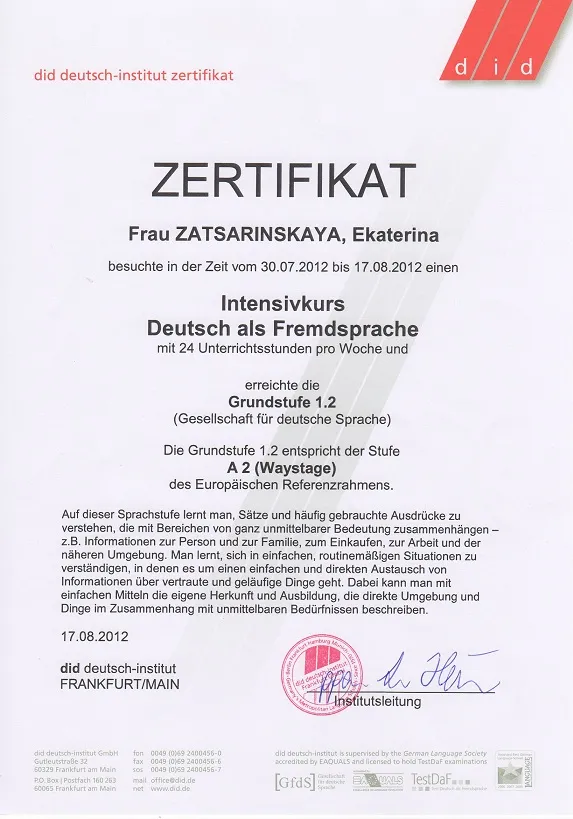 did deutsch-institut zertifikat
d/i/d
ZERTIFIKAT
Frau ZATSARINSKAYA, Ekaterina
besuchte in der Zeit vom 30.07.2012 bis 17.08.2012 einen
Intensivkurs
Deutsch als Fremdsprache
mit 24 Unterrichtsstunden pro Woche und
erreichte die
Grundstufe 1.2
(Gesellschaft für deutsche Sprache)
Die Grundstufe 1.2 entspricht der Stufe
A 2 (Waystage)
des Europäischen Referenzrahmens.
Auf dieser Sprachstufe lernt man, Sätze und häufig gebrauchte Ausdrücke zu
verstehen, die mit Bereichen von ganz unmittelbarer Bedeutung zusammenhängen –
z.B. Informationen zur Person und zur Familie, zum Einkaufen, zur Arbeit und der
näheren Umgebung. Man lernt, sich in einfachen, routinemäßigen Situationen zu
verständigen, in denen es um einen einfachen und direkten Austausch von
Informationen über vertraute und geläufige Dinge geht. Dabei kann man mit
einfachen Mitteln die eigene Herkunft und Ausbildung, die direkte Umgebung und
Dinge im Zusammenhang mit unmittelbaren Bedürfnissen beschreiben.
17.08.2012
did deutsch-institut
FRANKFURT/MAIN
did deutsch-institut
Institutsleitung
did deutsch-institut GmbH
Gutleutstraße 32
60329 Frankfurt am Main
P.O. Box | Postfach 160 263
60065 Frankfurt am Main
fon 0049 (0)69 2400456-0
fax 0049 (0)69 2400456-6
sos 0049 (0)69 2400456-7
mail office@did.de
net www.did.de
did deutsch-institut is supervised by the German Language Society
accredited by EAQUALS and licensed to hold TestDaF examinations
[GfdS] Gesellschaft
für deutsche
Sprache
EAQUALS
TestDaF
LANGUAGE